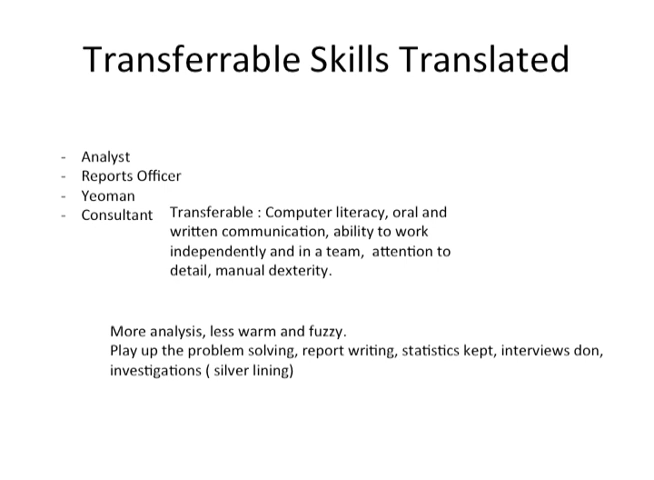 Transferrable Skills Translated
- Analyst
- Reports Officer
- Yeoman
- Consultant
Transferable : Computer literacy, oral and
written communication, ability to work
independently and in a team, attention to
detail, manual dexterity.
More analysis, less warm and fuzzy.
Play up the problem solving, report writing, statistics kept, interviews don,
investigations ( silver lining)